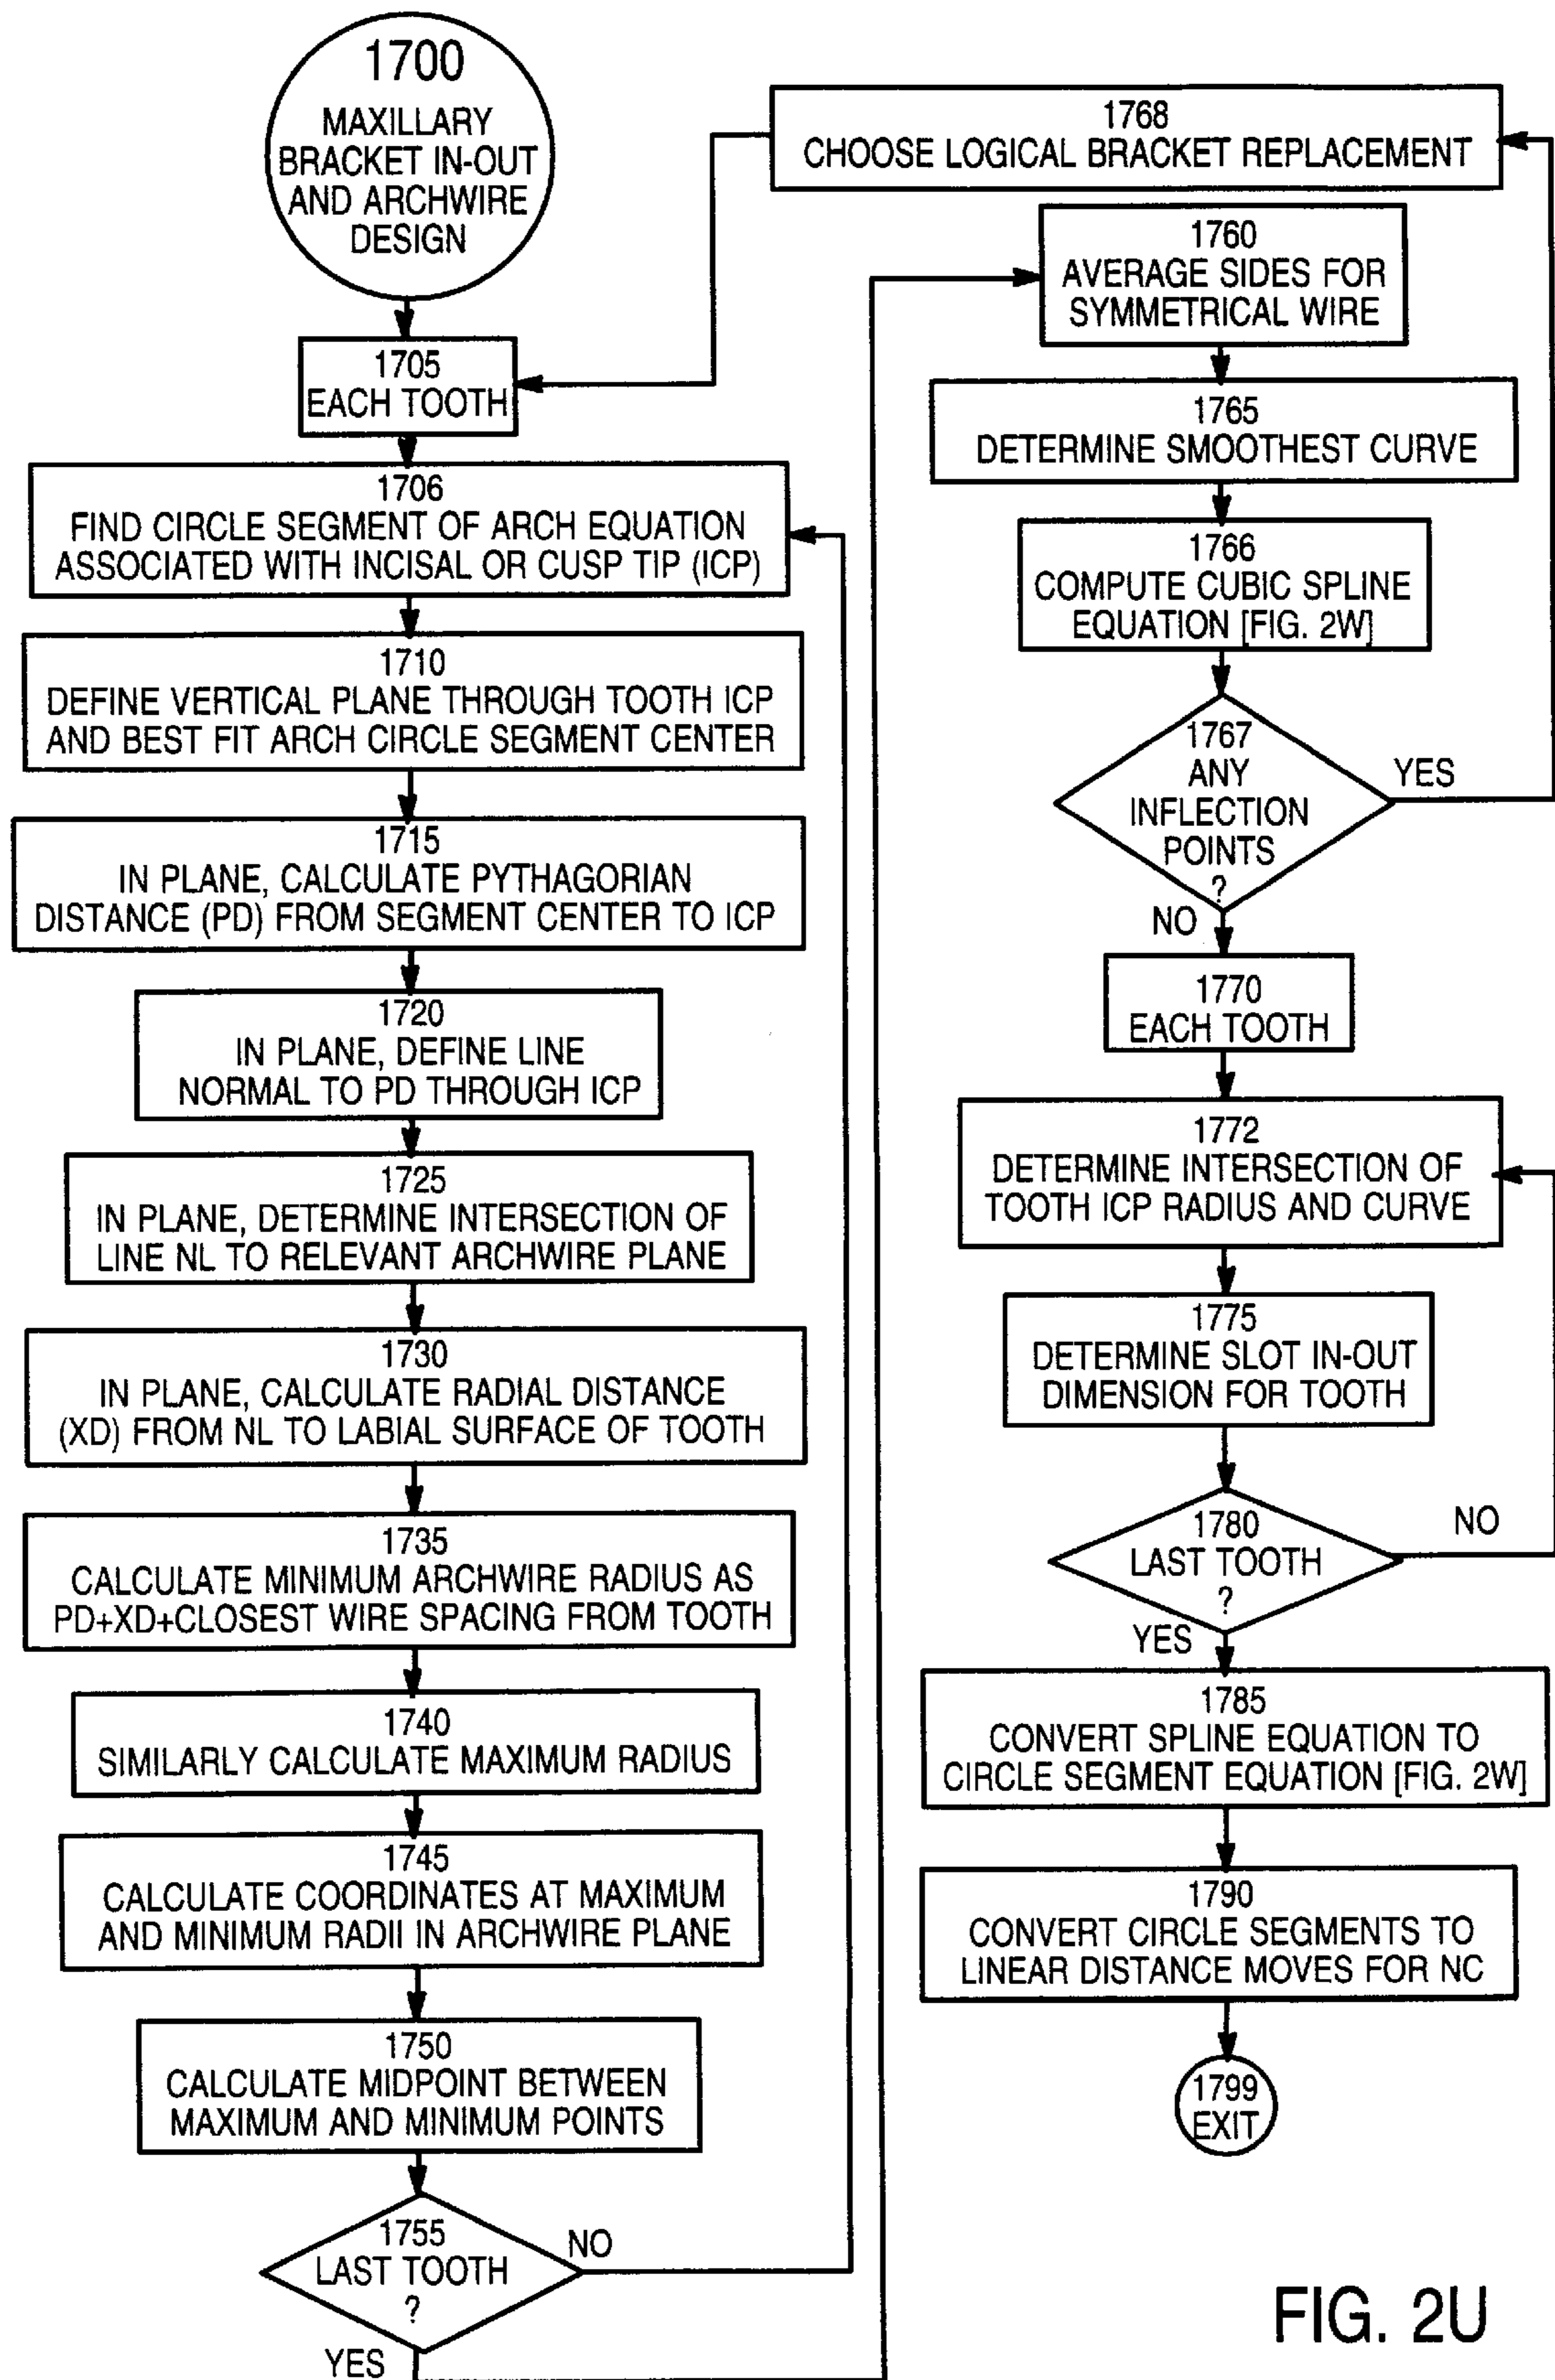 1700
MAXILLARY
BRACKET IN-OUT
AND ARCHWIRE
DESIGN
1705
EACH TOOTH
1706
FIND CIRCLE SEGMENT OF ARCH EQUATION
ASSOCIATED WITH INCISAL OR CUSP TIP (ICP)
1710
DEFINE VERTICAL PLANE THROUGH TOOTH ICP
AND BEST FIT ARCH CIRCLE SEGMENT CENTER
1715
IN PLANE, CALCULATE PYTHAGORIAN
DISTANCE (PD) FROM SEGMENT CENTER TO ICP
1720
IN PLANE, DEFINE LINE
NORMAL TO PD THROUGH ICP
1725
IN PLANE, DETERMINE INTERSECTION OF
LINE NL TO RELEVANT ARCHWIRE PLANE
1730
IN PLANE, CALCULATE RADIAL DISTANCE
(XD) FROM NL TO LABIAL SURFACE OF TOOTH
1735
CALCULATE MINIMUM ARCHWIRE RADIUS AS
PD+XD+CLOSEST WIRE SPACING FROM TOOTH
1740
SIMILARLY CALCULATE MAXIMUM RADIUS
1745
CALCULATE COORDINATES AT MAXIMUM
AND MINIMUM RADII IN ARCHWIRE PLANE
1750
CALCULATE MIDPOINT BETWEEN
MAXIMUM AND MINIMUM POINTS
1755
LAST TOOTH
?
NO
YES
1768
CHOOSE LOGICAL BRACKET REPLACEMENT
1760
AVERAGE SIDES FOR
SYMMETRICAL WIRE
1765
DETERMINE SMOOTHEST CURVE
1766
COMPUTE CUBIC SPLINE
EQUATION [FIG. 2W]
1767
ANY
INFLECTION
POINTS
?
YES
NO
1770
EACH TOOTH
1772
DETERMINE INTERSECTION OF
TOOTH ICP RADIUS AND CURVE
1775
DETERMINE SLOT IN-OUT
DIMENSION FOR TOOTH
1780
LAST TOOTH
?
NO
YES
1785
CONVERT SPLINE EQUATION TO
CIRCLE SEGMENT EQUATION [FIG. 2W]
1790
CONVERT CIRCLE SEGMENTS TO
LINEAR DISTANCE MOVES FOR NC
1799
EXIT
FIG. 2U